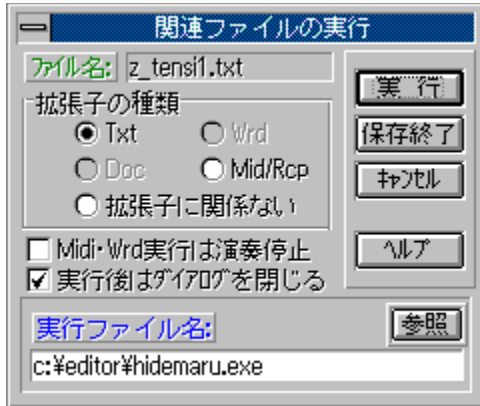 関連ファイルの実行
ﾌｧｲﾙ名: z_tensi1.txt
拡張子の種類
Txt Wrd
Doc Mid/Rcp
拡張子に関係ない
Midi･Wrd実行は演奏停止
実行後はﾀﾞｲｱﾛｸﾞを閉じる
実 行
保存終了
ｷｬﾝｾﾙ
ヘルプ
実行ファイル名:
参照
c:¥editor¥hidemaru.exe